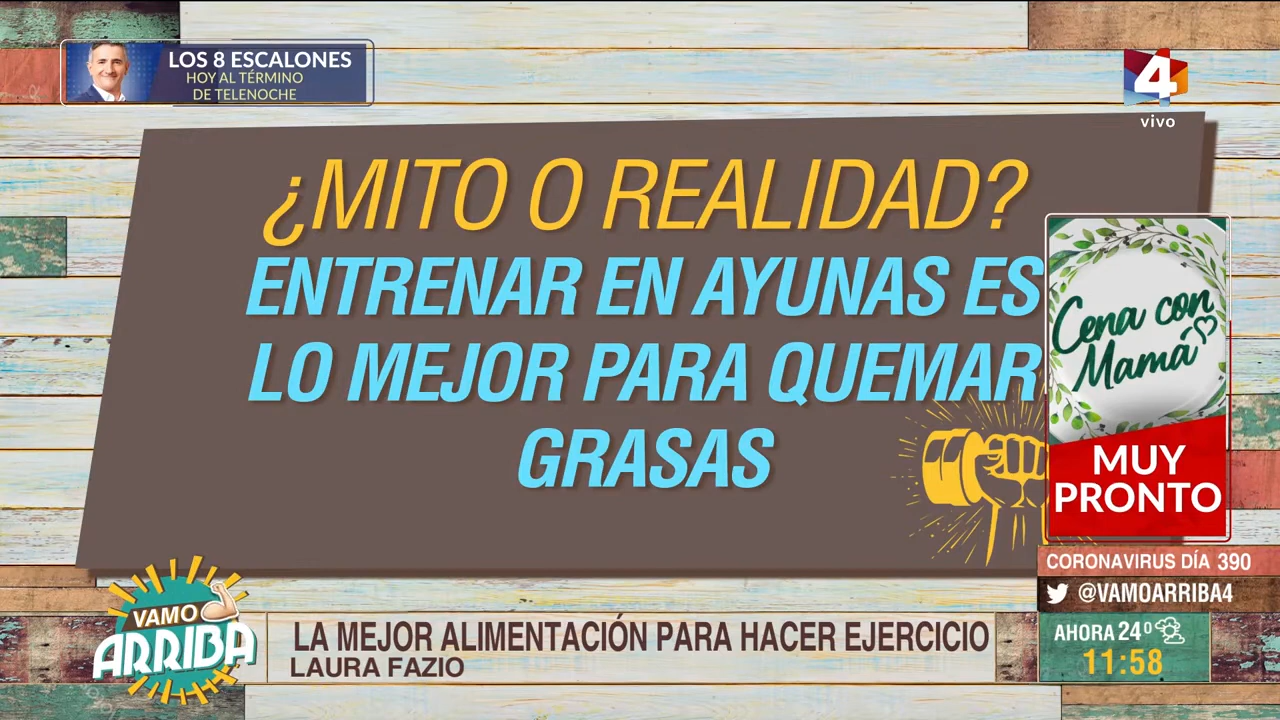 LOS 8 ESCALONES
HOY AL TÉRMINO
DE TELENOCHE
4
vivo
¿MITO O REALIDAD?
ENTRENAR EN AYUNAS ES
LO MEJOR PARA QUEMAR
GRASAS
Cena con
Mamá
MUY
PRONTO
CORONAVIRUS DÍA 390
@VAMOARRIBA4
VAMO
ARRIBA
LA MEJOR ALIMENTACIÓN PARA HACER EJERCICIO
LAURA FAZIO
AHORA 24º
11:58